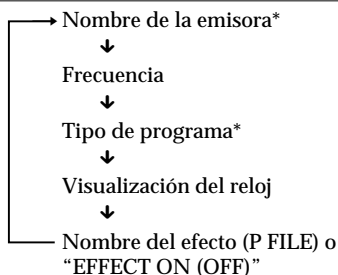 Nombre de la emisora*
Frecuencia
Tipo de programa*
Visualización del reloj
Nombre del efecto (P FILE) o
“EFFECT ON (OFF)”